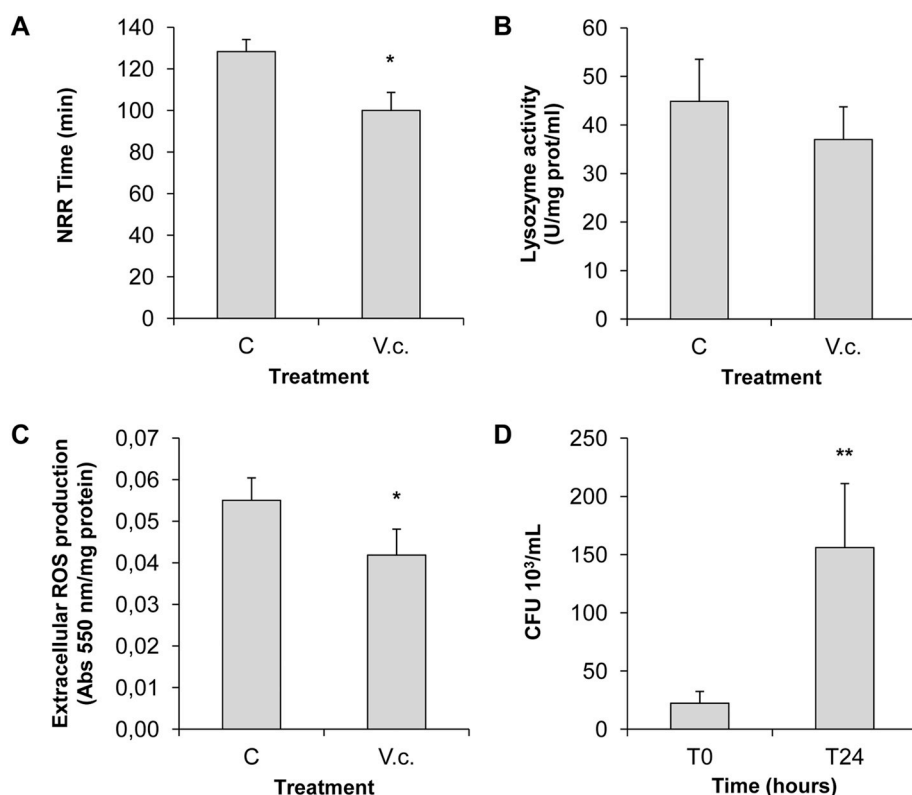 A
NRR Time (min)
140
120
100
80
60
40
20
0
*
C V.c.
Treatment
B
Lysozyme activity
(U/mg prot/ml)
60
50
40
30
20
10
0
C V.c.
Treatment
C
Extracellular ROS production
(Abs 550 nm/mg protein)
0,07
0,06
0,05
0,04
0,03
0,02
0,01
0,00
*
C V.c.
Treatment
D
CFU 10³/mL
250
200
150
100
50
0
**
T0 T24
Time (hours)